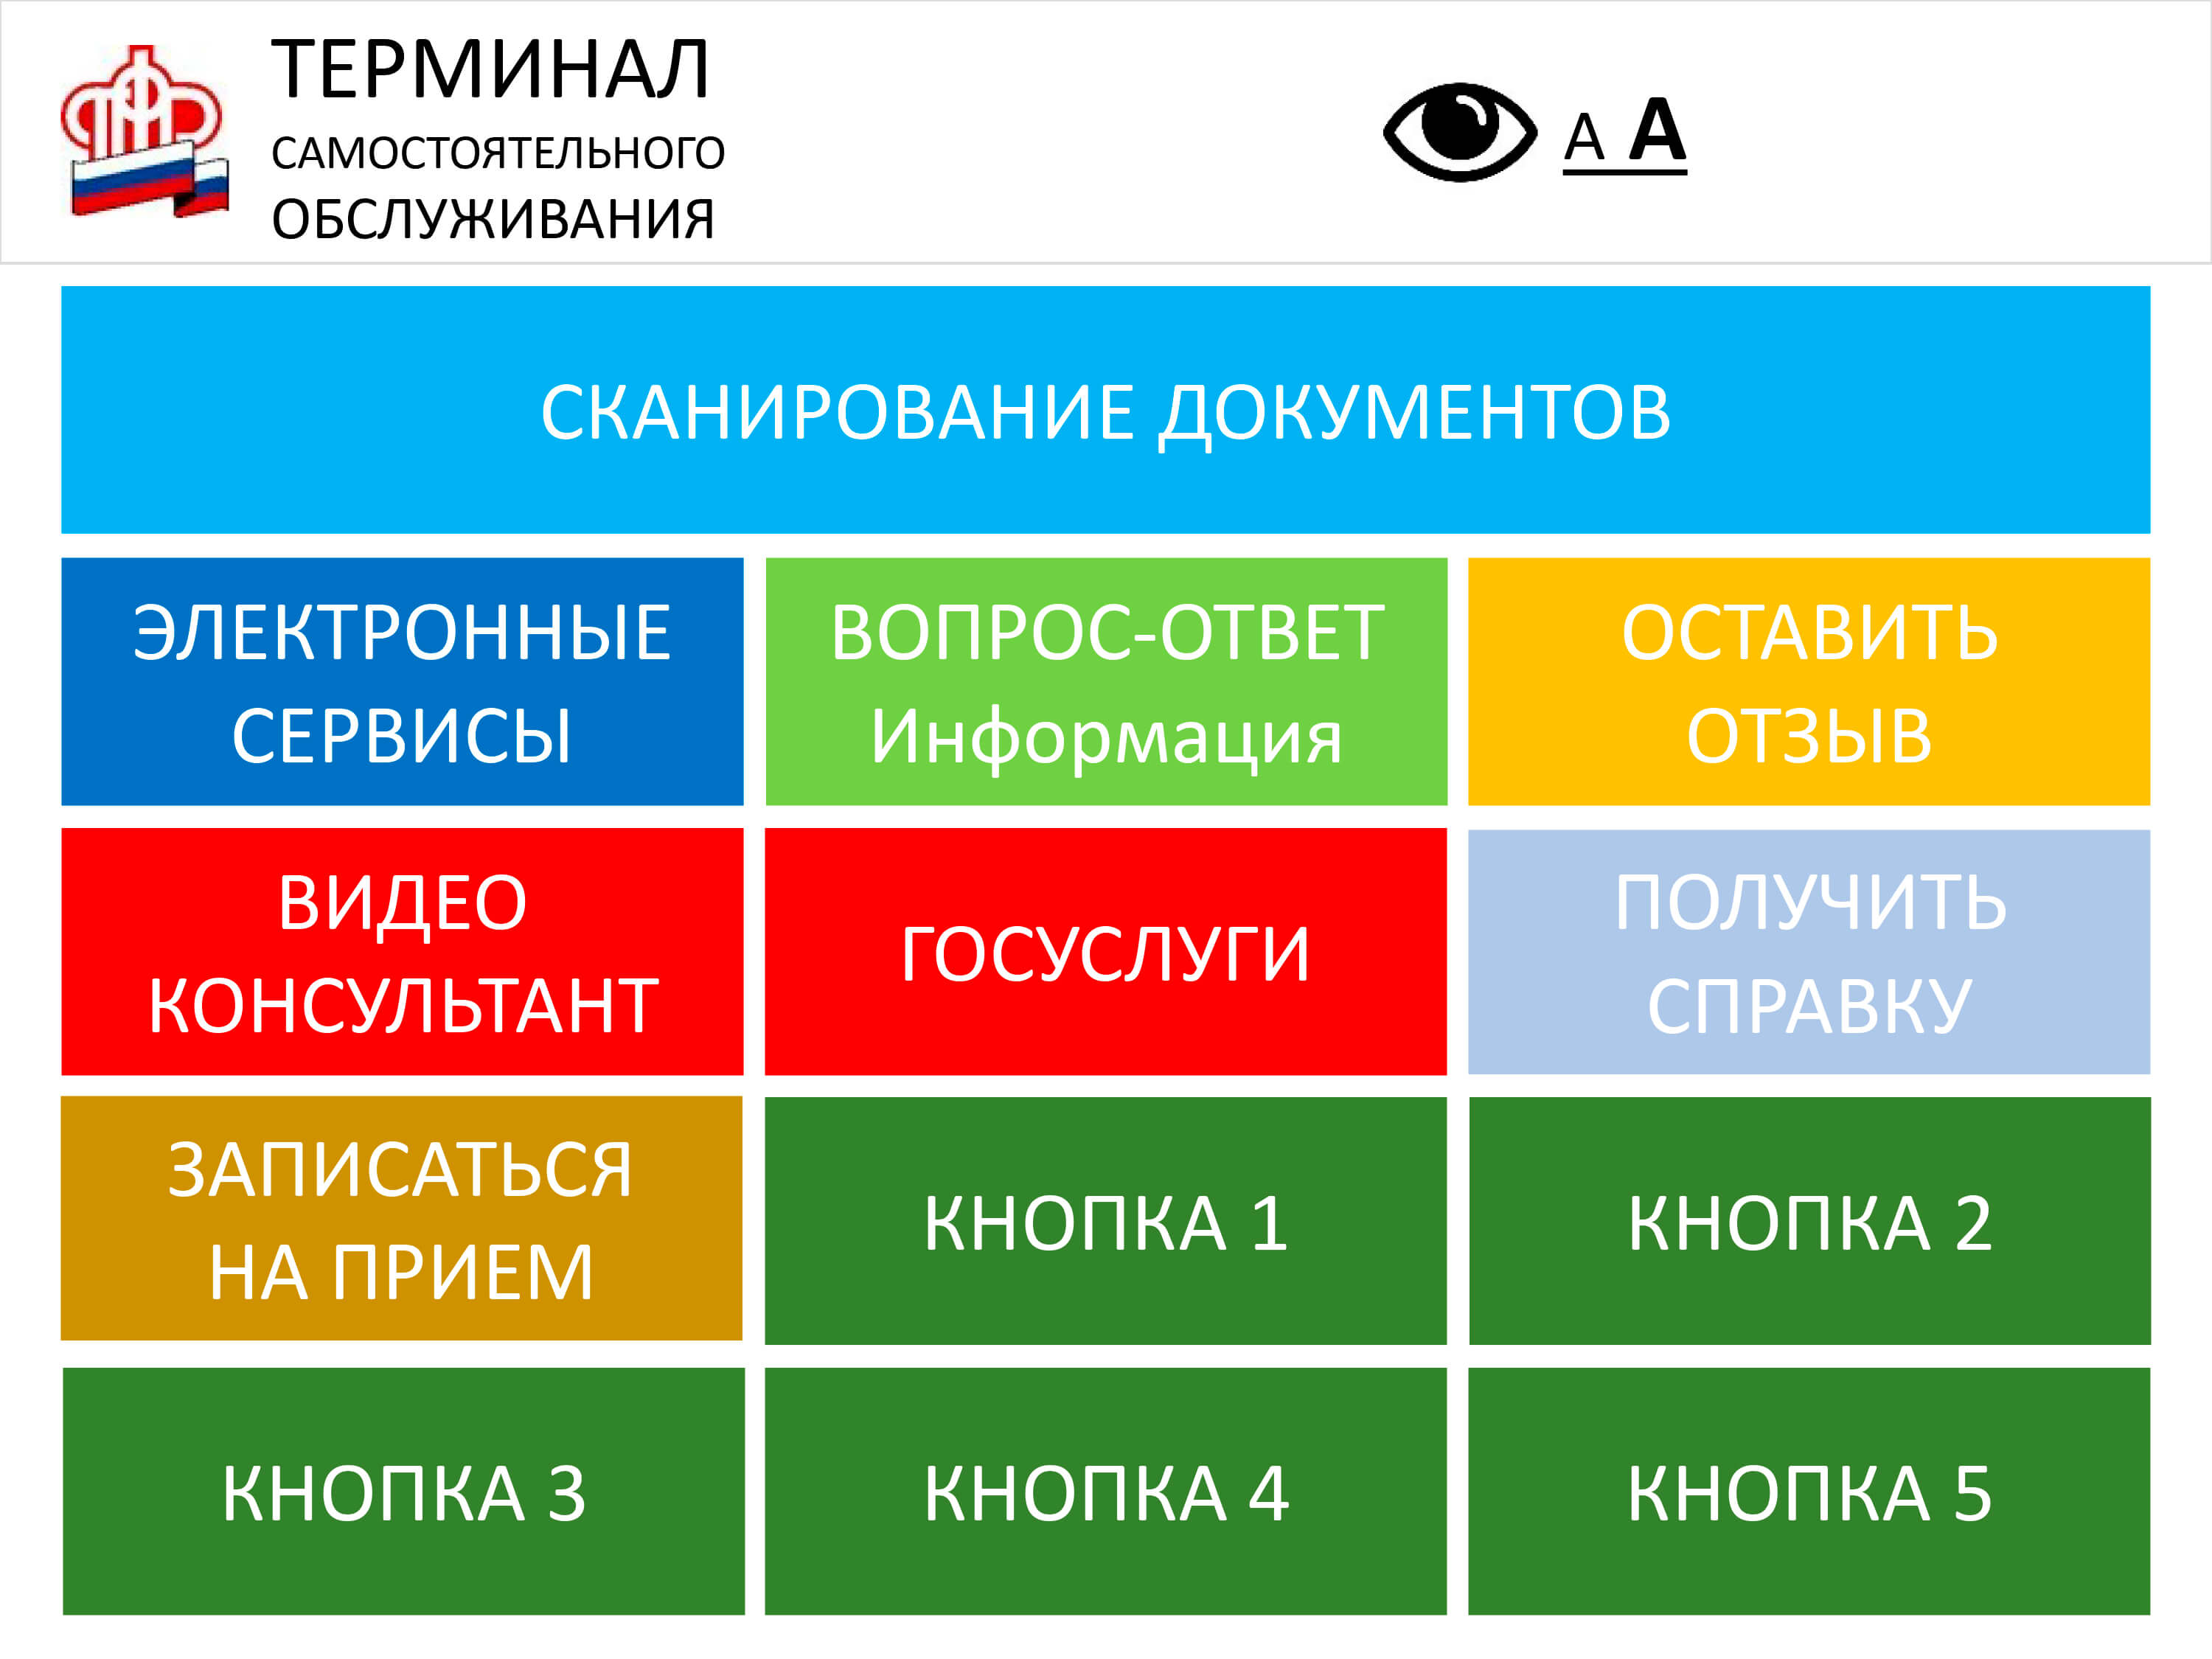 ПФР
ТЕРМИНАЛ
САМОСТОЯТЕЛЬНОГО
ОБСЛУЖИВАНИЯ
А А
СКАНИРОВАНИЕ ДОКУМЕНТОВ
ЭЛЕКТРОННЫЕ
СЕРВИСЫ
ВОПРОС-ОТВЕТ
Информация
ОСТАВИТЬ
ОТЗЫВ
ВИДЕО
КОНСУЛЬТАНТ
ГОСУСЛУГИ
ПОЛУЧИТЬ
СПРАВКУ
ЗАПИСАТЬСЯ
НА ПРИЕМ
КНОПКА 1
КНОПКА 2
КНОПКА 3
КНОПКА 4
КНОПКА 5